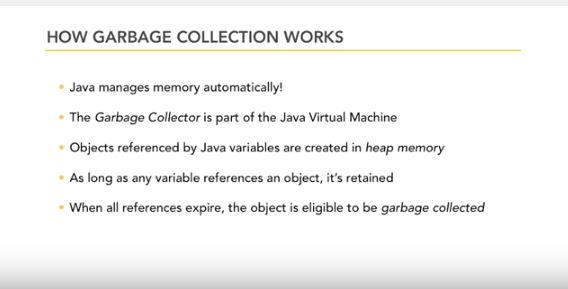 HOW GARBAGE COLLECTION WORKS
• Java manages memory automatically!
• The Garbage Collector is part of the Java Virtual Machine
• Objects referenced by Java variables are created in heap memory
• As long as any variable references an object, it's retained
• When all references expire, the object is eligible to be garbage collected